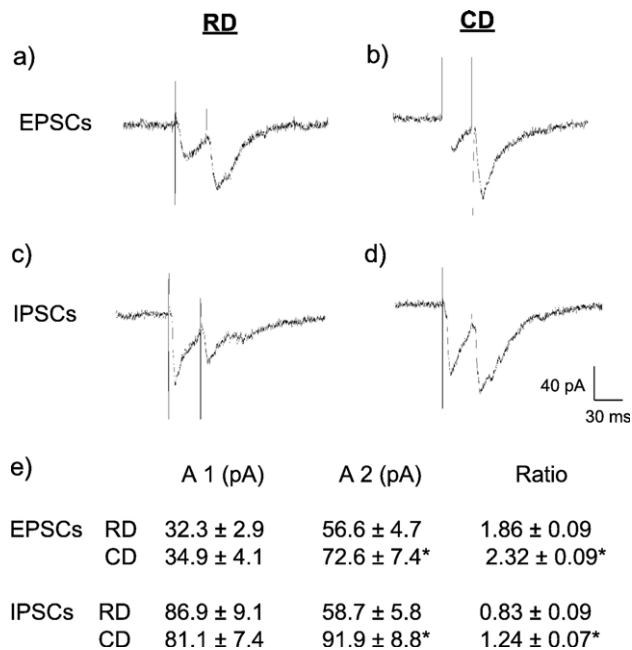 RD CD
a) b)
EPSCs
c) d)
IPSCs
40 pA
30 ms
e)
A 1 (pA) A 2 (pA) Ratio
EPSCs RD 32.3 ± 2.9 56.6 ± 4.7 1.86 ± 0.09
CD 34.9 ± 4.1 72.6 ± 7.4* 2.32 ± 0.09*
IPSCs RD 86.9 ± 9.1 58.7 ± 5.8 0.83 ± 0.09
CD 81.1 ± 7.4 91.9 ± 8.8* 1.24 ± 0.07*